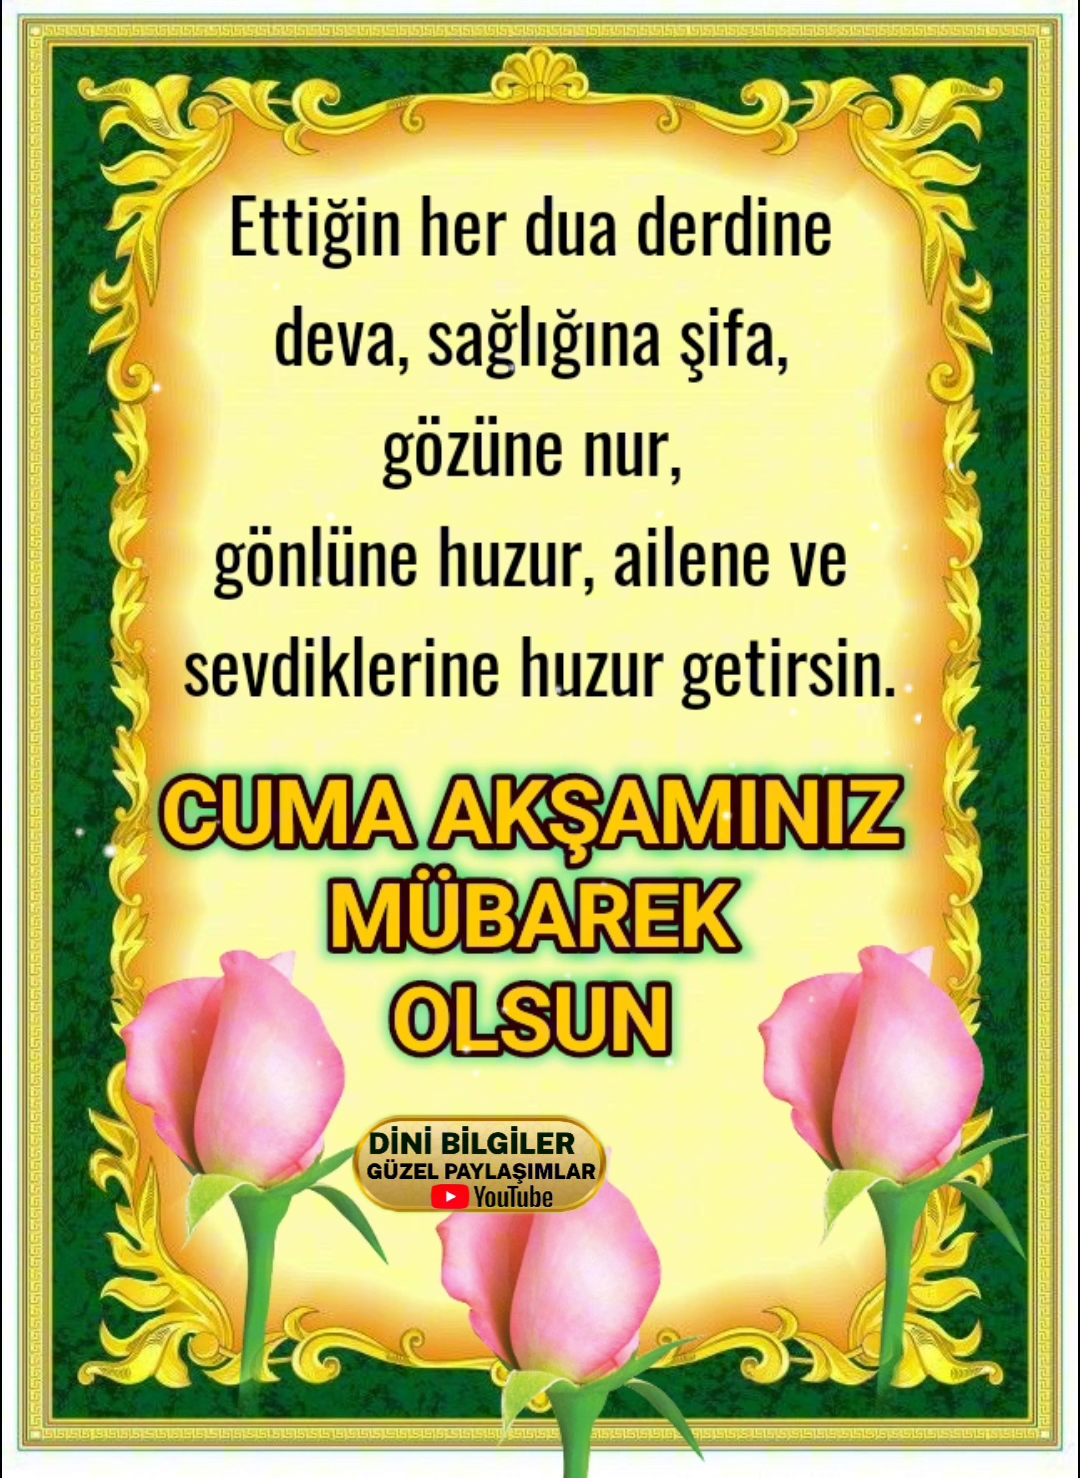 Ettiğin her dua derdine
deva, sağlığına şifa,
gözüne nur,
gönlüne huzur, ailene ve
sevdiklerine huzur getirsin.
CUMA AKŞAMINIZ
MÜBAREK
OLSUN
DİNİ BİLGİLER
GÜZEL PAYLAŞIMLAR
YouTube